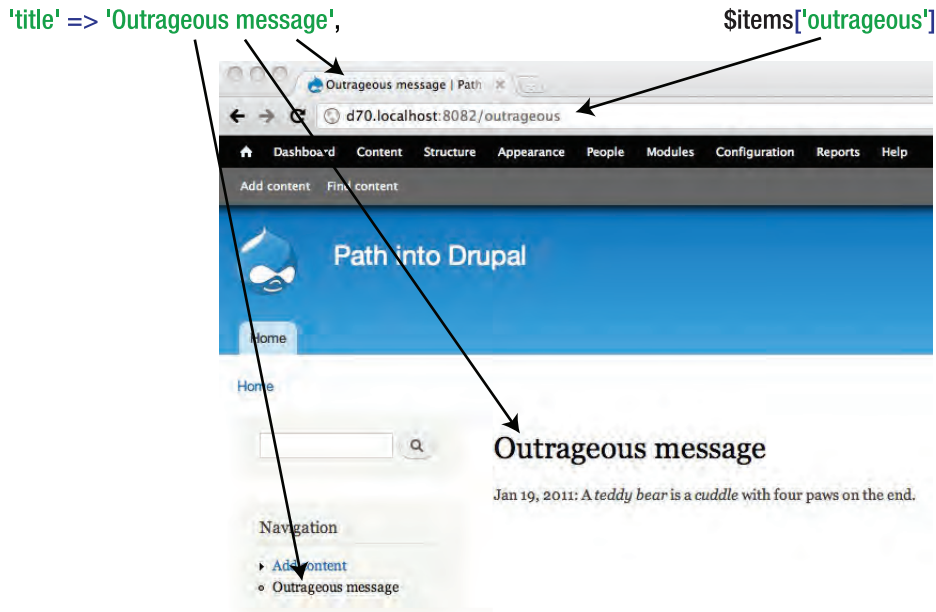 'title' => 'Outrageous message', $items['outrageous']
Outrageous message | Path
d70.localhost:8082/outrageous
Dashboard Content Structure Appearance People Modules Configuration Reports Help
Add content Find content
Path into Drupal
Home
Home
Outrageous message
Jan 19, 2011: A teddy bear is a cuddle with four paws on the end.
Navigation
Add content
Outrageous message